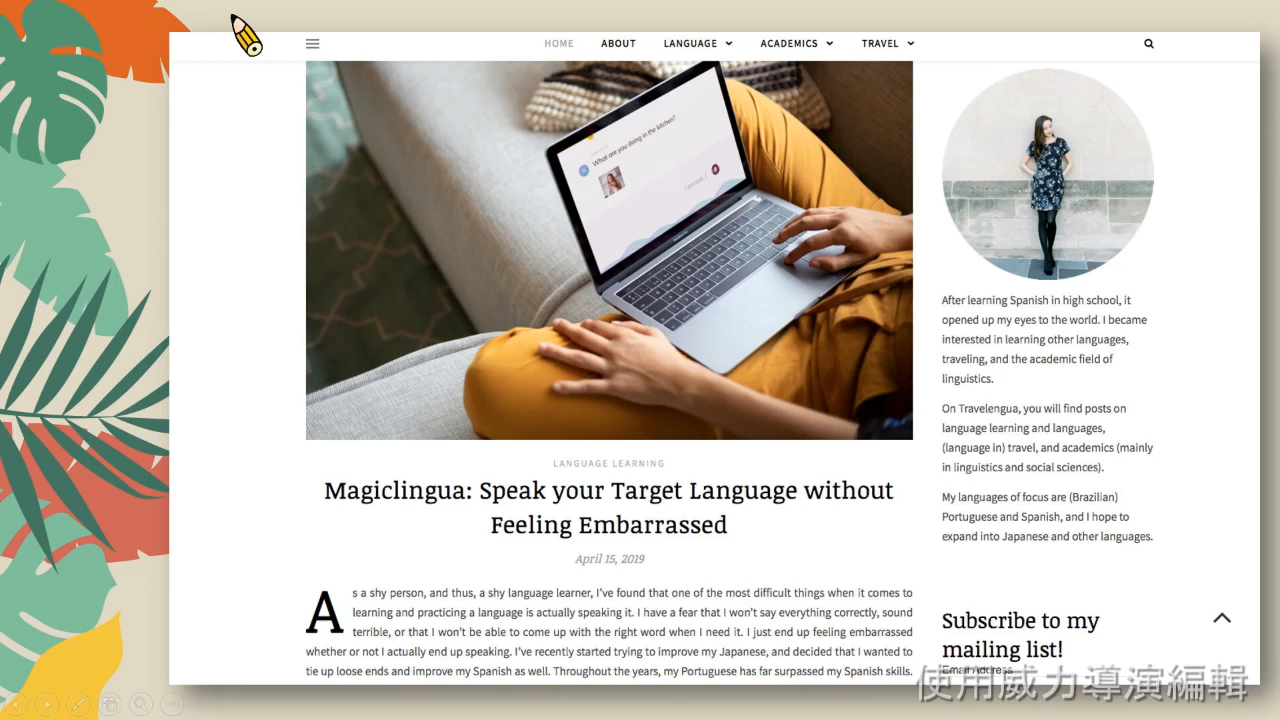 HOME ABOUT LANGUAGE ACADEMICS TRAVEL
What are you doing in the kitchen?
LANGUAGE LEARNING
Magiclingua: Speak your Target Language without
Feeling Embarrassed
April 15, 2019
As a shy person, and thus, a shy language learner, I've found that one of the most difficult things when it comes to
learning and practicing a language is actually speaking it. I have a fear that I won't say everything correctly, sound
terrible, or that I won't be able to come up with the right word when I need it. I just end up feeling embarrassed
whether or not I actually end up speaking. I've recently started trying to improve my Japanese, and decided that I wanted to
tie up loose ends and improve my Spanish as well. Throughout the years, my Portuguese has far surpassed my Spanish skills.
After learning Spanish in high school, it
opened up my eyes to the world. I became
interested in learning other languages,
traveling, and the academic field of
linguistics.
On Travelengua, you will find posts on
language learning and languages,
(language in) travel, and academics (mainly
in linguistics and social sciences).
My languages of focus are (Brazilian)
Portuguese and Spanish, and I hope to
expand into Japanese and other languages.
Subscribe to my
mailing list!
Email Address
使用威力導演編輯